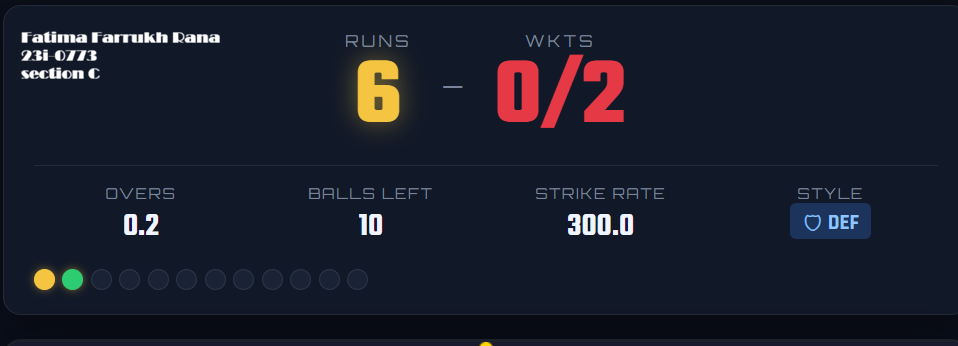 Fatima Farrukh Rana
23i-0773
section C
RUNS
WKTS
6
–
0/2
OVERS
BALLS LEFT
STRIKE RATE
STYLE
0.2
10
300.0
DEF